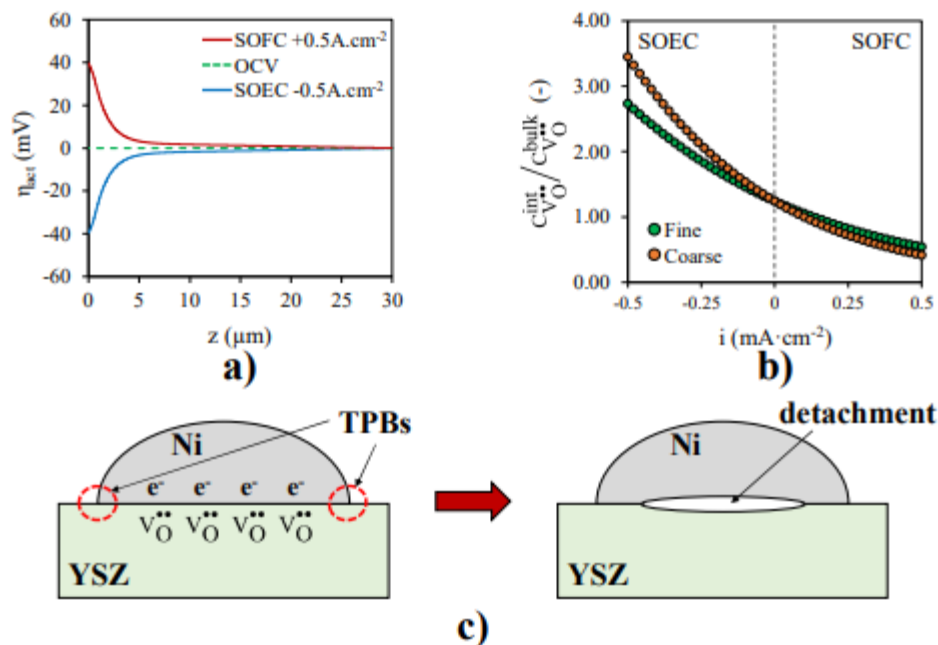 60
40
20
0
-20
-40
-60
η_lact (mV)
SOFC +0.5A.cm⁻²
OCV
SOEC -0.5A.cm⁻²
0 5 10 15 20 25 30
z (μm)
a)
4.00
3.00
2.00
1.00
0.00
C^int_V_O^•• / C^bulk_V_O^•• (-)
SOEC SOFC
Fine
Coarse
-0.5 -0.25 0 0.25 0.5
i (mA·cm⁻²)
b)
Ni
TPBs
e⁻ e⁻ e⁻ e⁻
V_O^•• V_O^•• V_O^•• V_O^••
YSZ
detachment
Ni
YSZ
c)